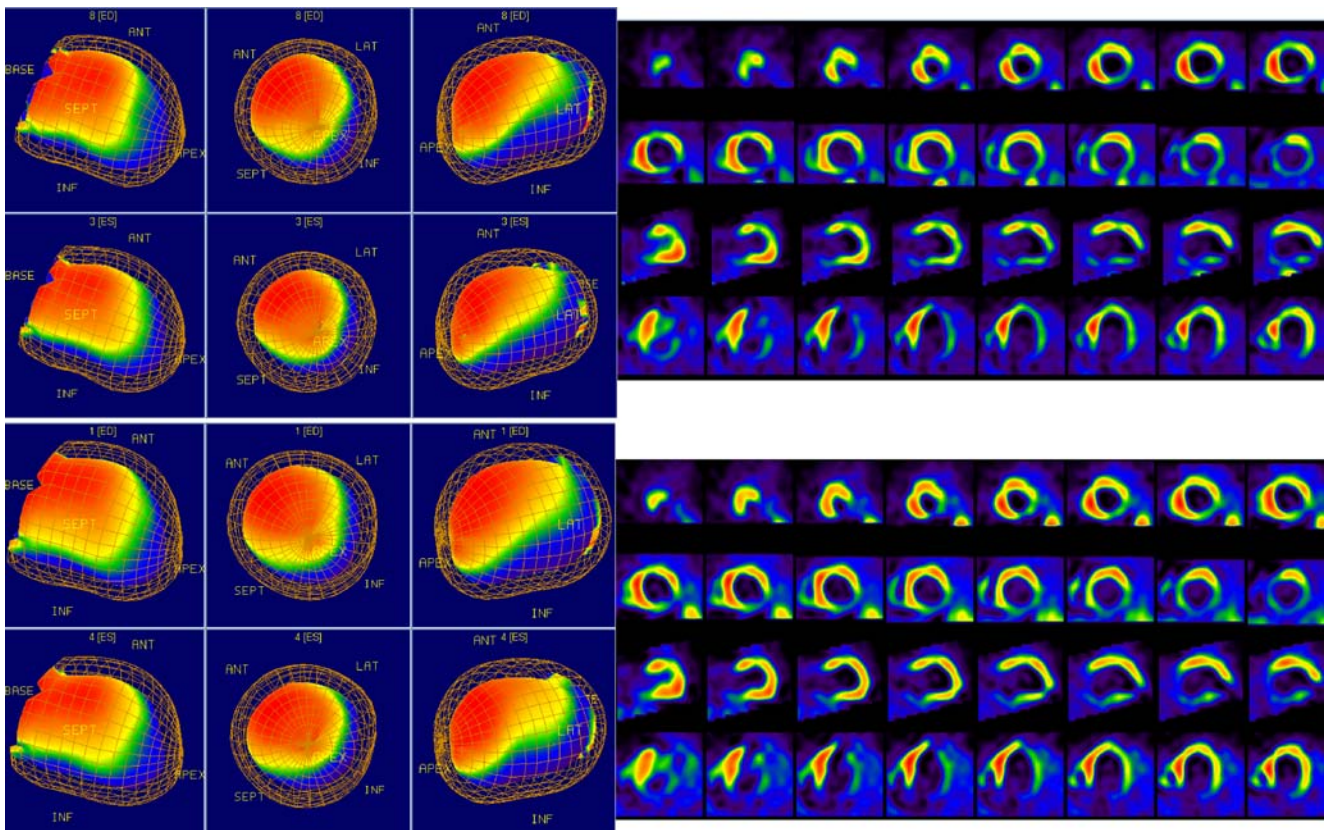 8 [ED]
ANT
BASE
SEPT
APEX
INF
8 [ED]
ANT
LAT
INF
SEPT
8 [ED]
ANT
LAT
APEX
INF
3 [ES]
ANT
BASE
SEPT
APEX
INF
3 [ES]
ANT
LAT
INF
SEPT
3 [ES]
ANT
LAT
APEX
INF
1 [ED]
ANT
BASE
SEPT
APEX
INF
1 [ED]
ANT
LAT
INF
SEPT
1 [ED]
ANT
LAT
APEX
INF
4 [ES]
ANT
BASE
SEPT
APEX
INF
4 [ES]
ANT
LAT
INF
SEPT
4 [ES]
ANT
LAT
APEX
INF